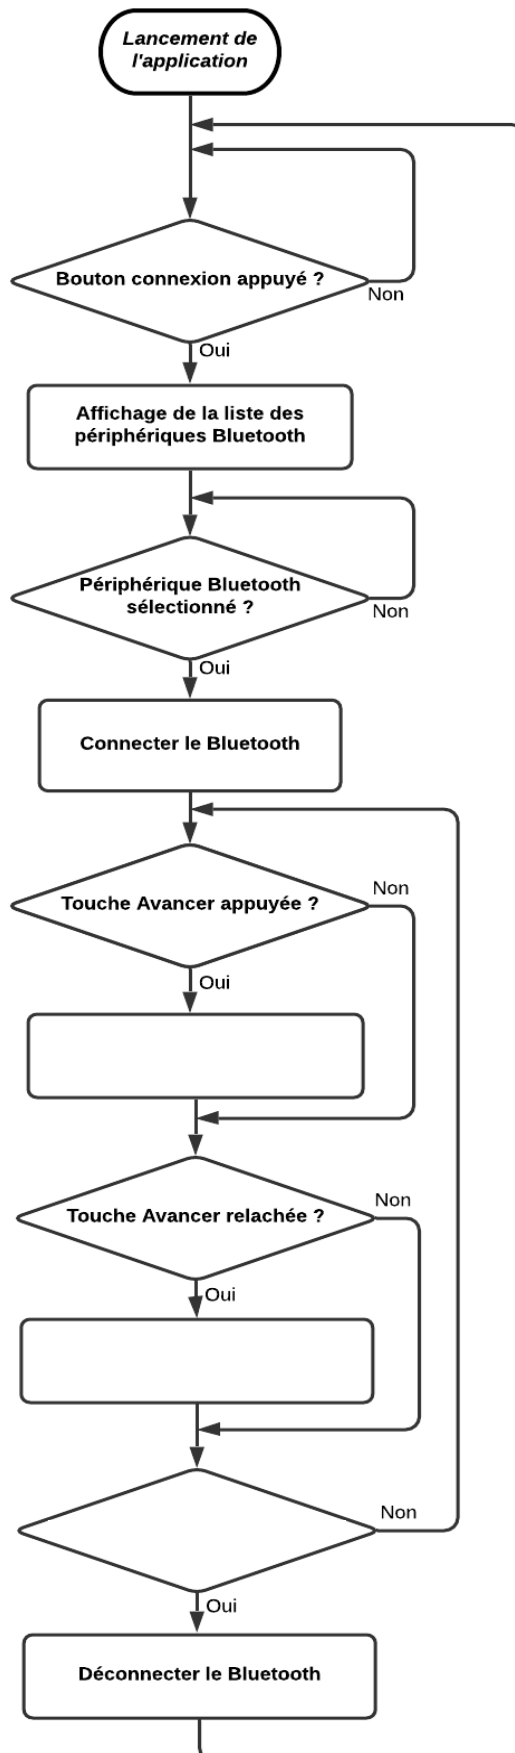 Lancement de
l'application
Bouton connexion appuyé ?
Non
Oui
Affichage de la liste des
périphériques Bluetooth
Périphérique Bluetooth
sélectionné ?
Non
Oui
Connecter le Bluetooth
Non
Touche Avancer appuyée ?
Oui
Non
Touche Avancer relachée ?
Oui
Non
Oui
Déconnecter le Bluetooth